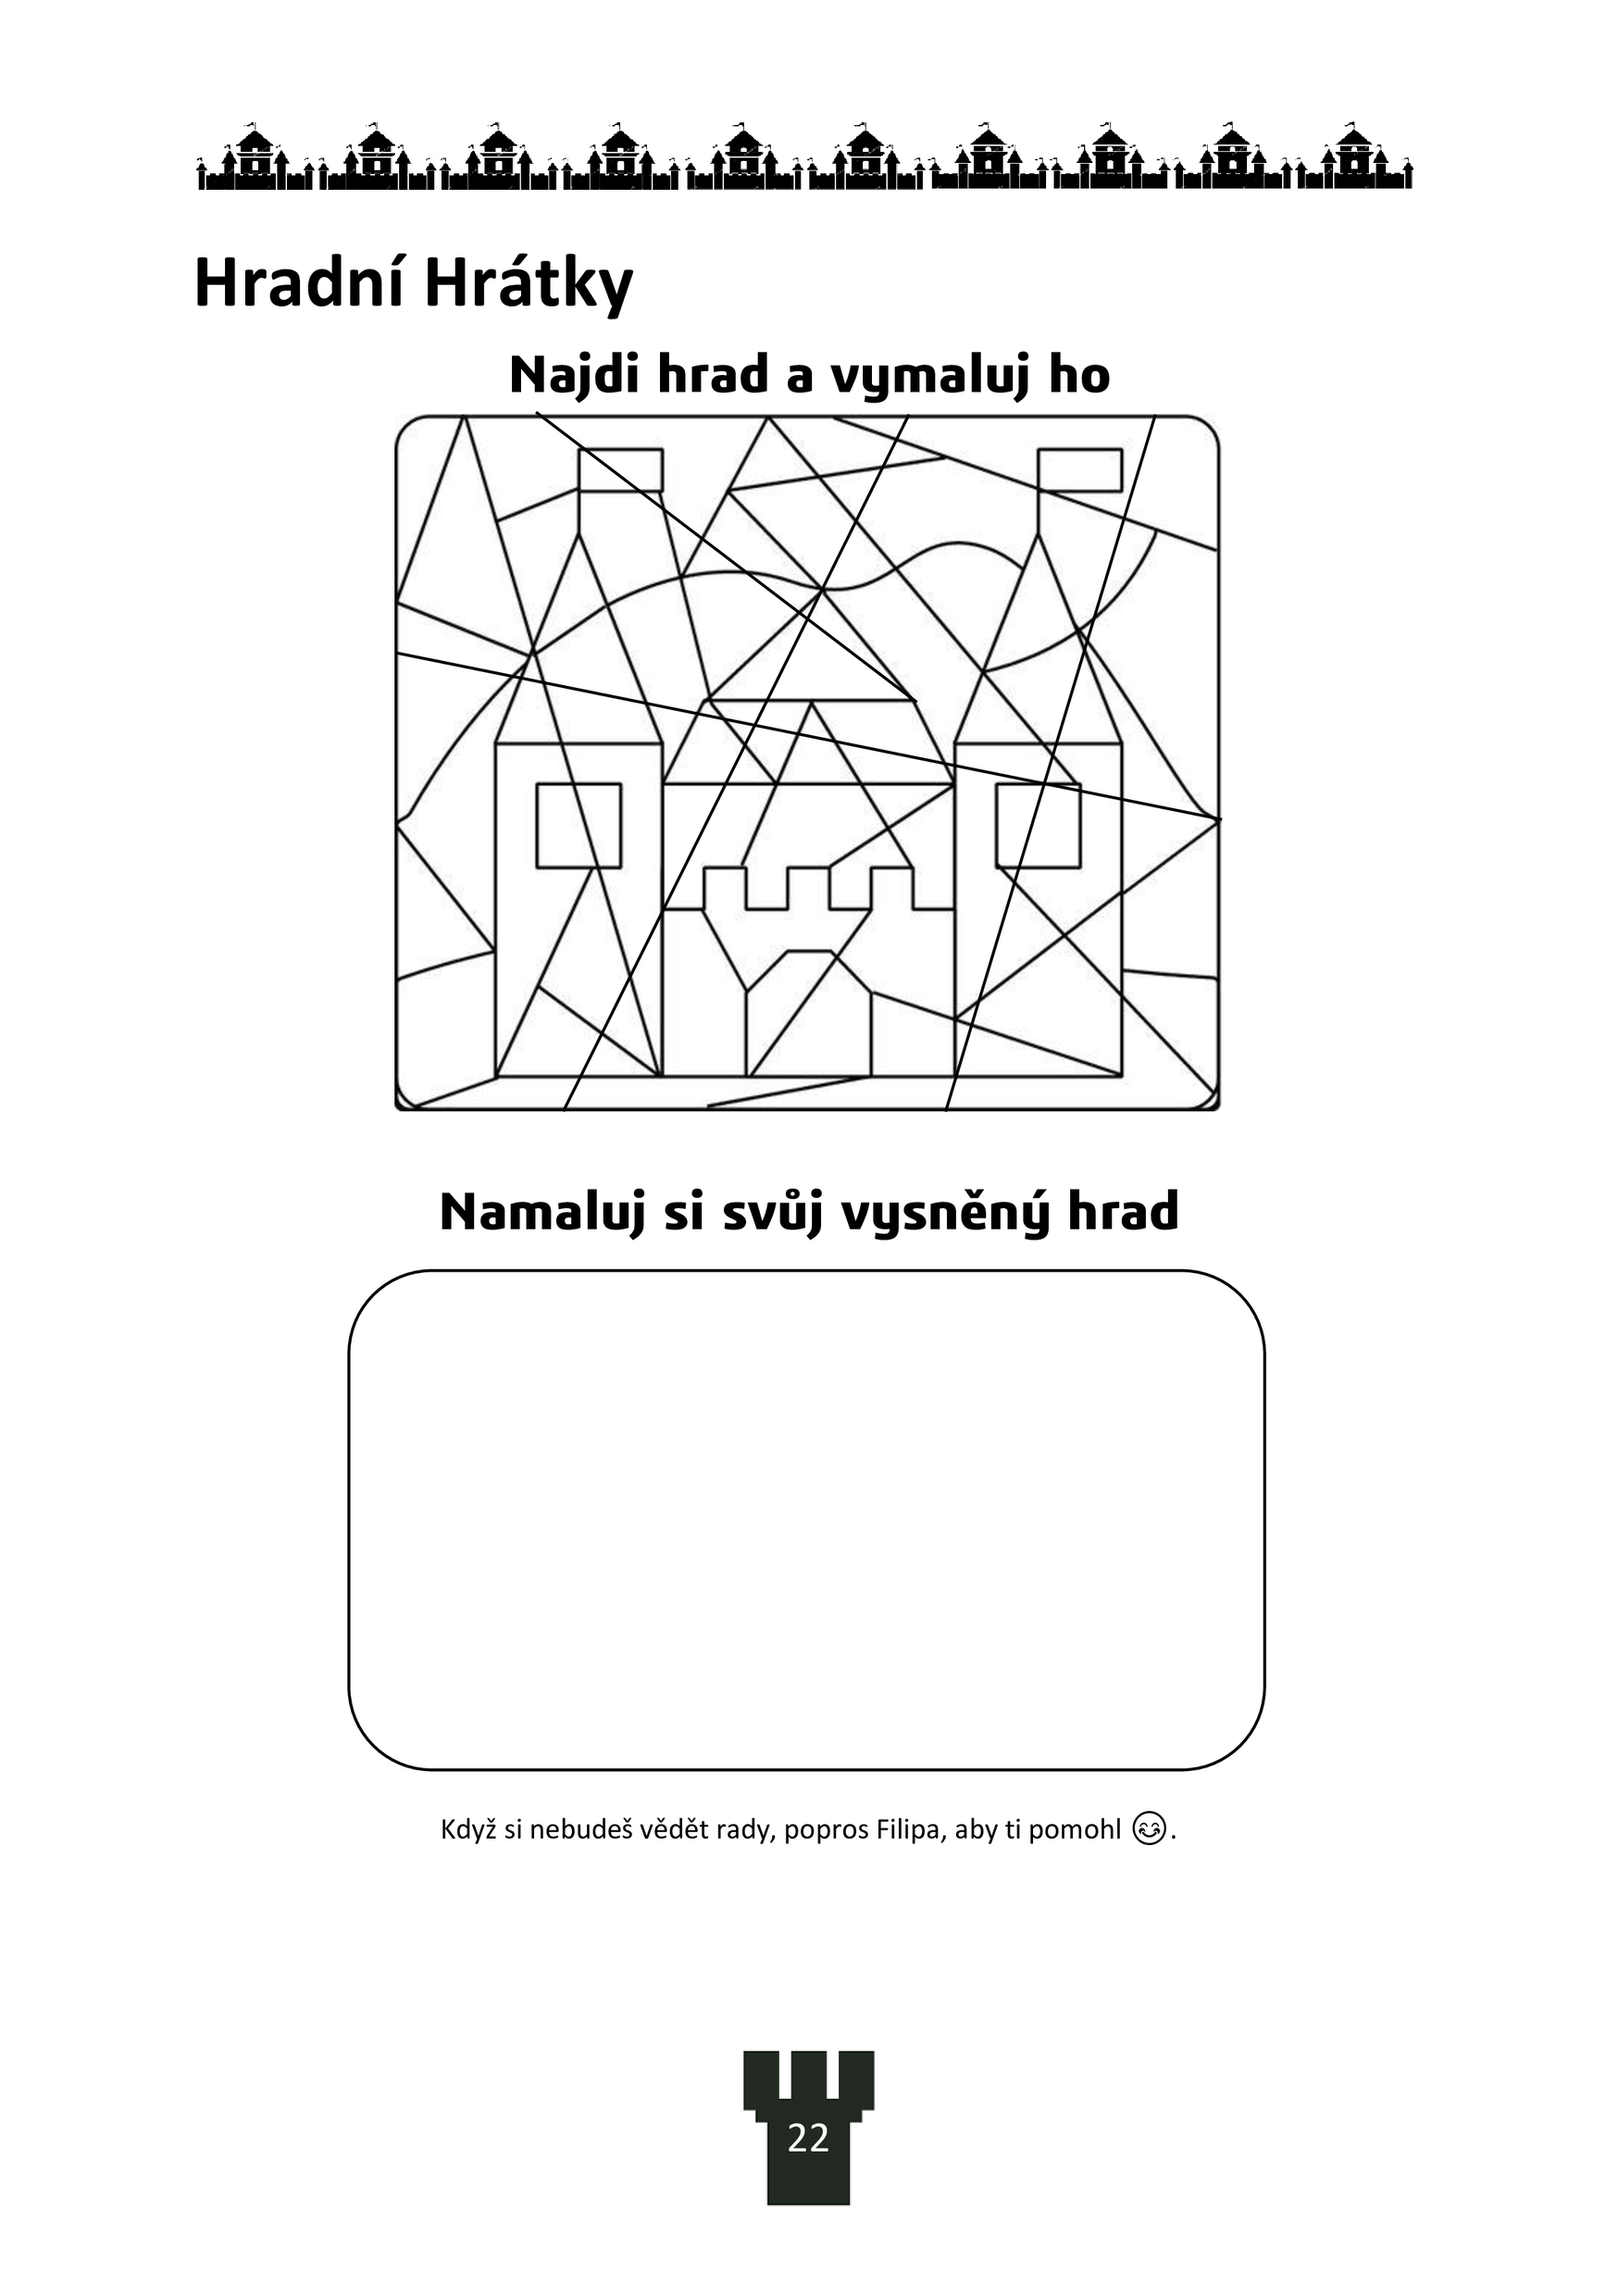 Hradní Hrátky
Najdi hrad a vymaluj ho
Namaluj si svůj vysněný hrad
Když si nebudeš vědět rady, popros Filipa, aby ti pomohl 😊.
22